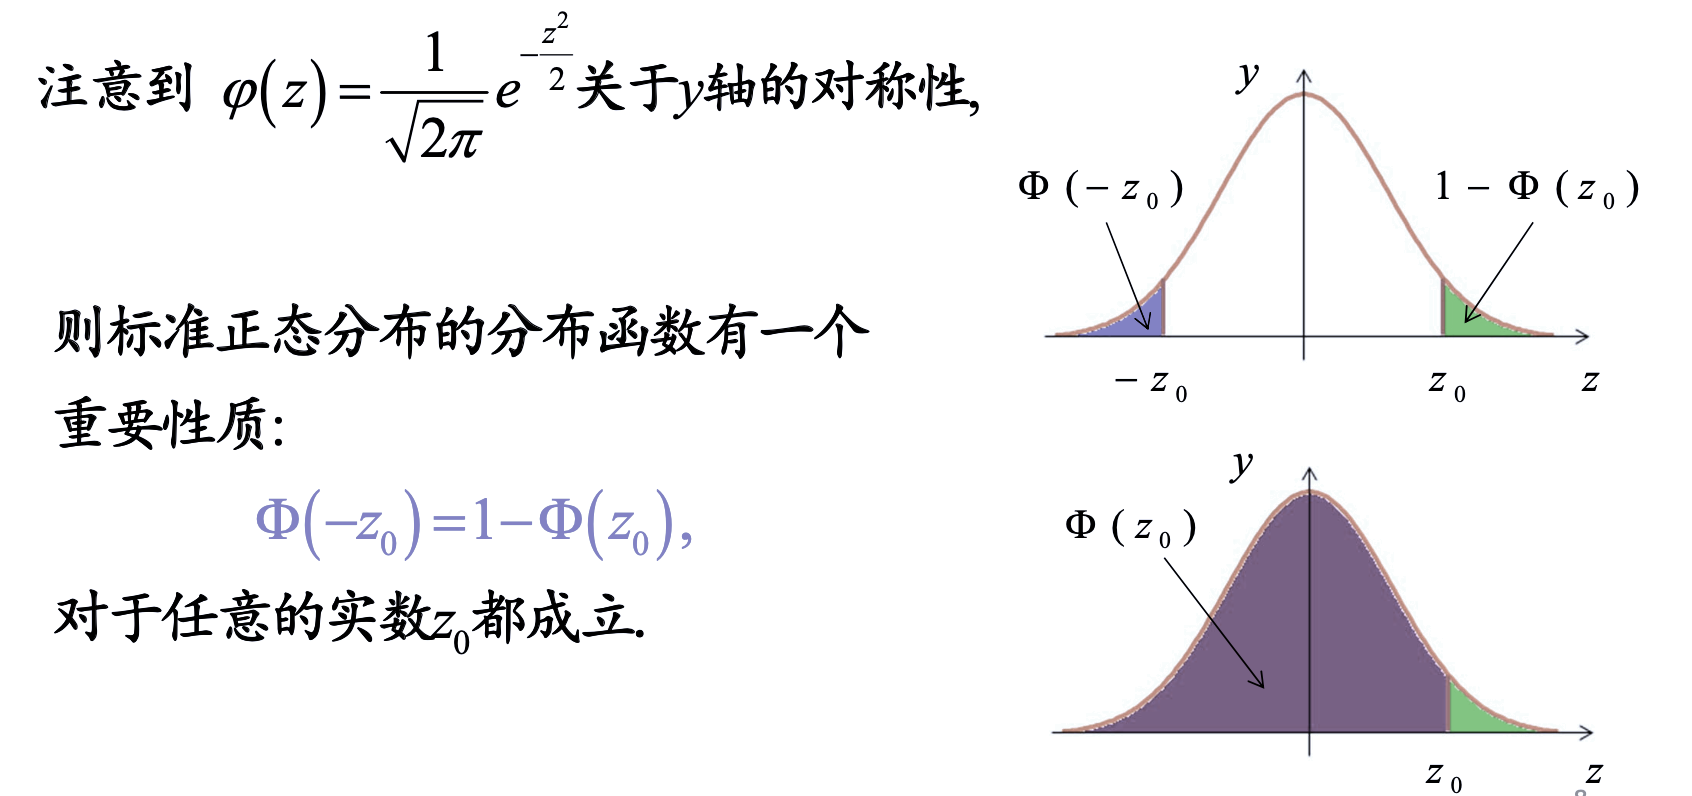 注意到 φ(z)=1/√2π e^(-z²/2) 关于y轴的对称性,
则标准正态分布的分布函数有一个
重要性质:
Φ(−z₀)=1−Φ(z₀),
对于任意的实数z₀都成立.
y
Φ(−z₀)
1−Φ(z₀)
−z₀
z₀
z
y
Φ(z₀)
z₀
z